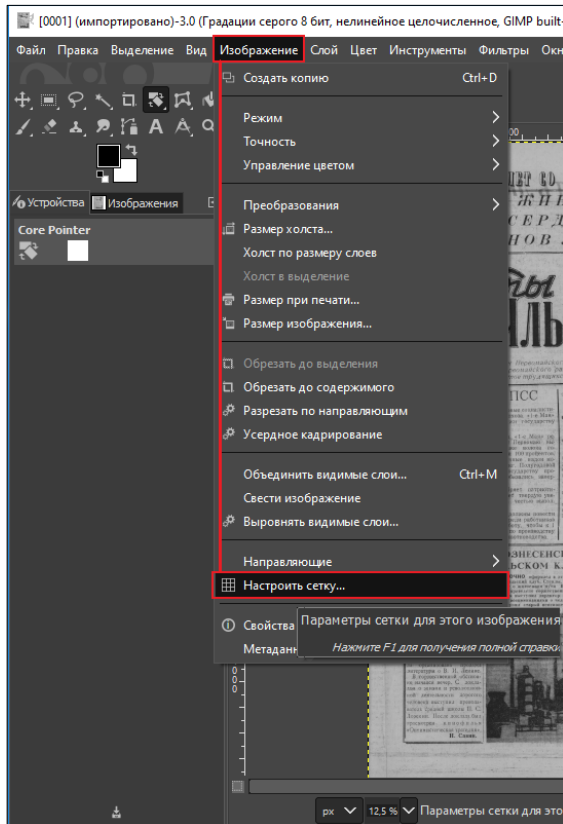 [0001] (импортировано)-3.0 (Градации серого 8 бит, нелинейное целочисленное, GIMP built-
Файл Правка Выделение Вид Изображение Слой Цвет Инструменты Фильтры Окн
Создать копию Ctrl+D
Режим
Точность
Управление цветом
Устройства Изображения
Преобразования
Core Pointer
Размер холста...
Холст по размеру слоев
Холст в выделение
Размер при печати...
Размер изображения...
Обрезать до выделения
Обрезать до содержимого
Разрезать по направляющим
Усердное кадрирование
Объединить видимые слои... Ctrl+M
Свести изображение
Выровнять видимые слои...
Направляющие
Настроить сетку...
Свойства
Параметры сетки для этого изображения
Метаданн
Нажмите F1 для получения полной справки
px 12,5 % Параметры сетки для это